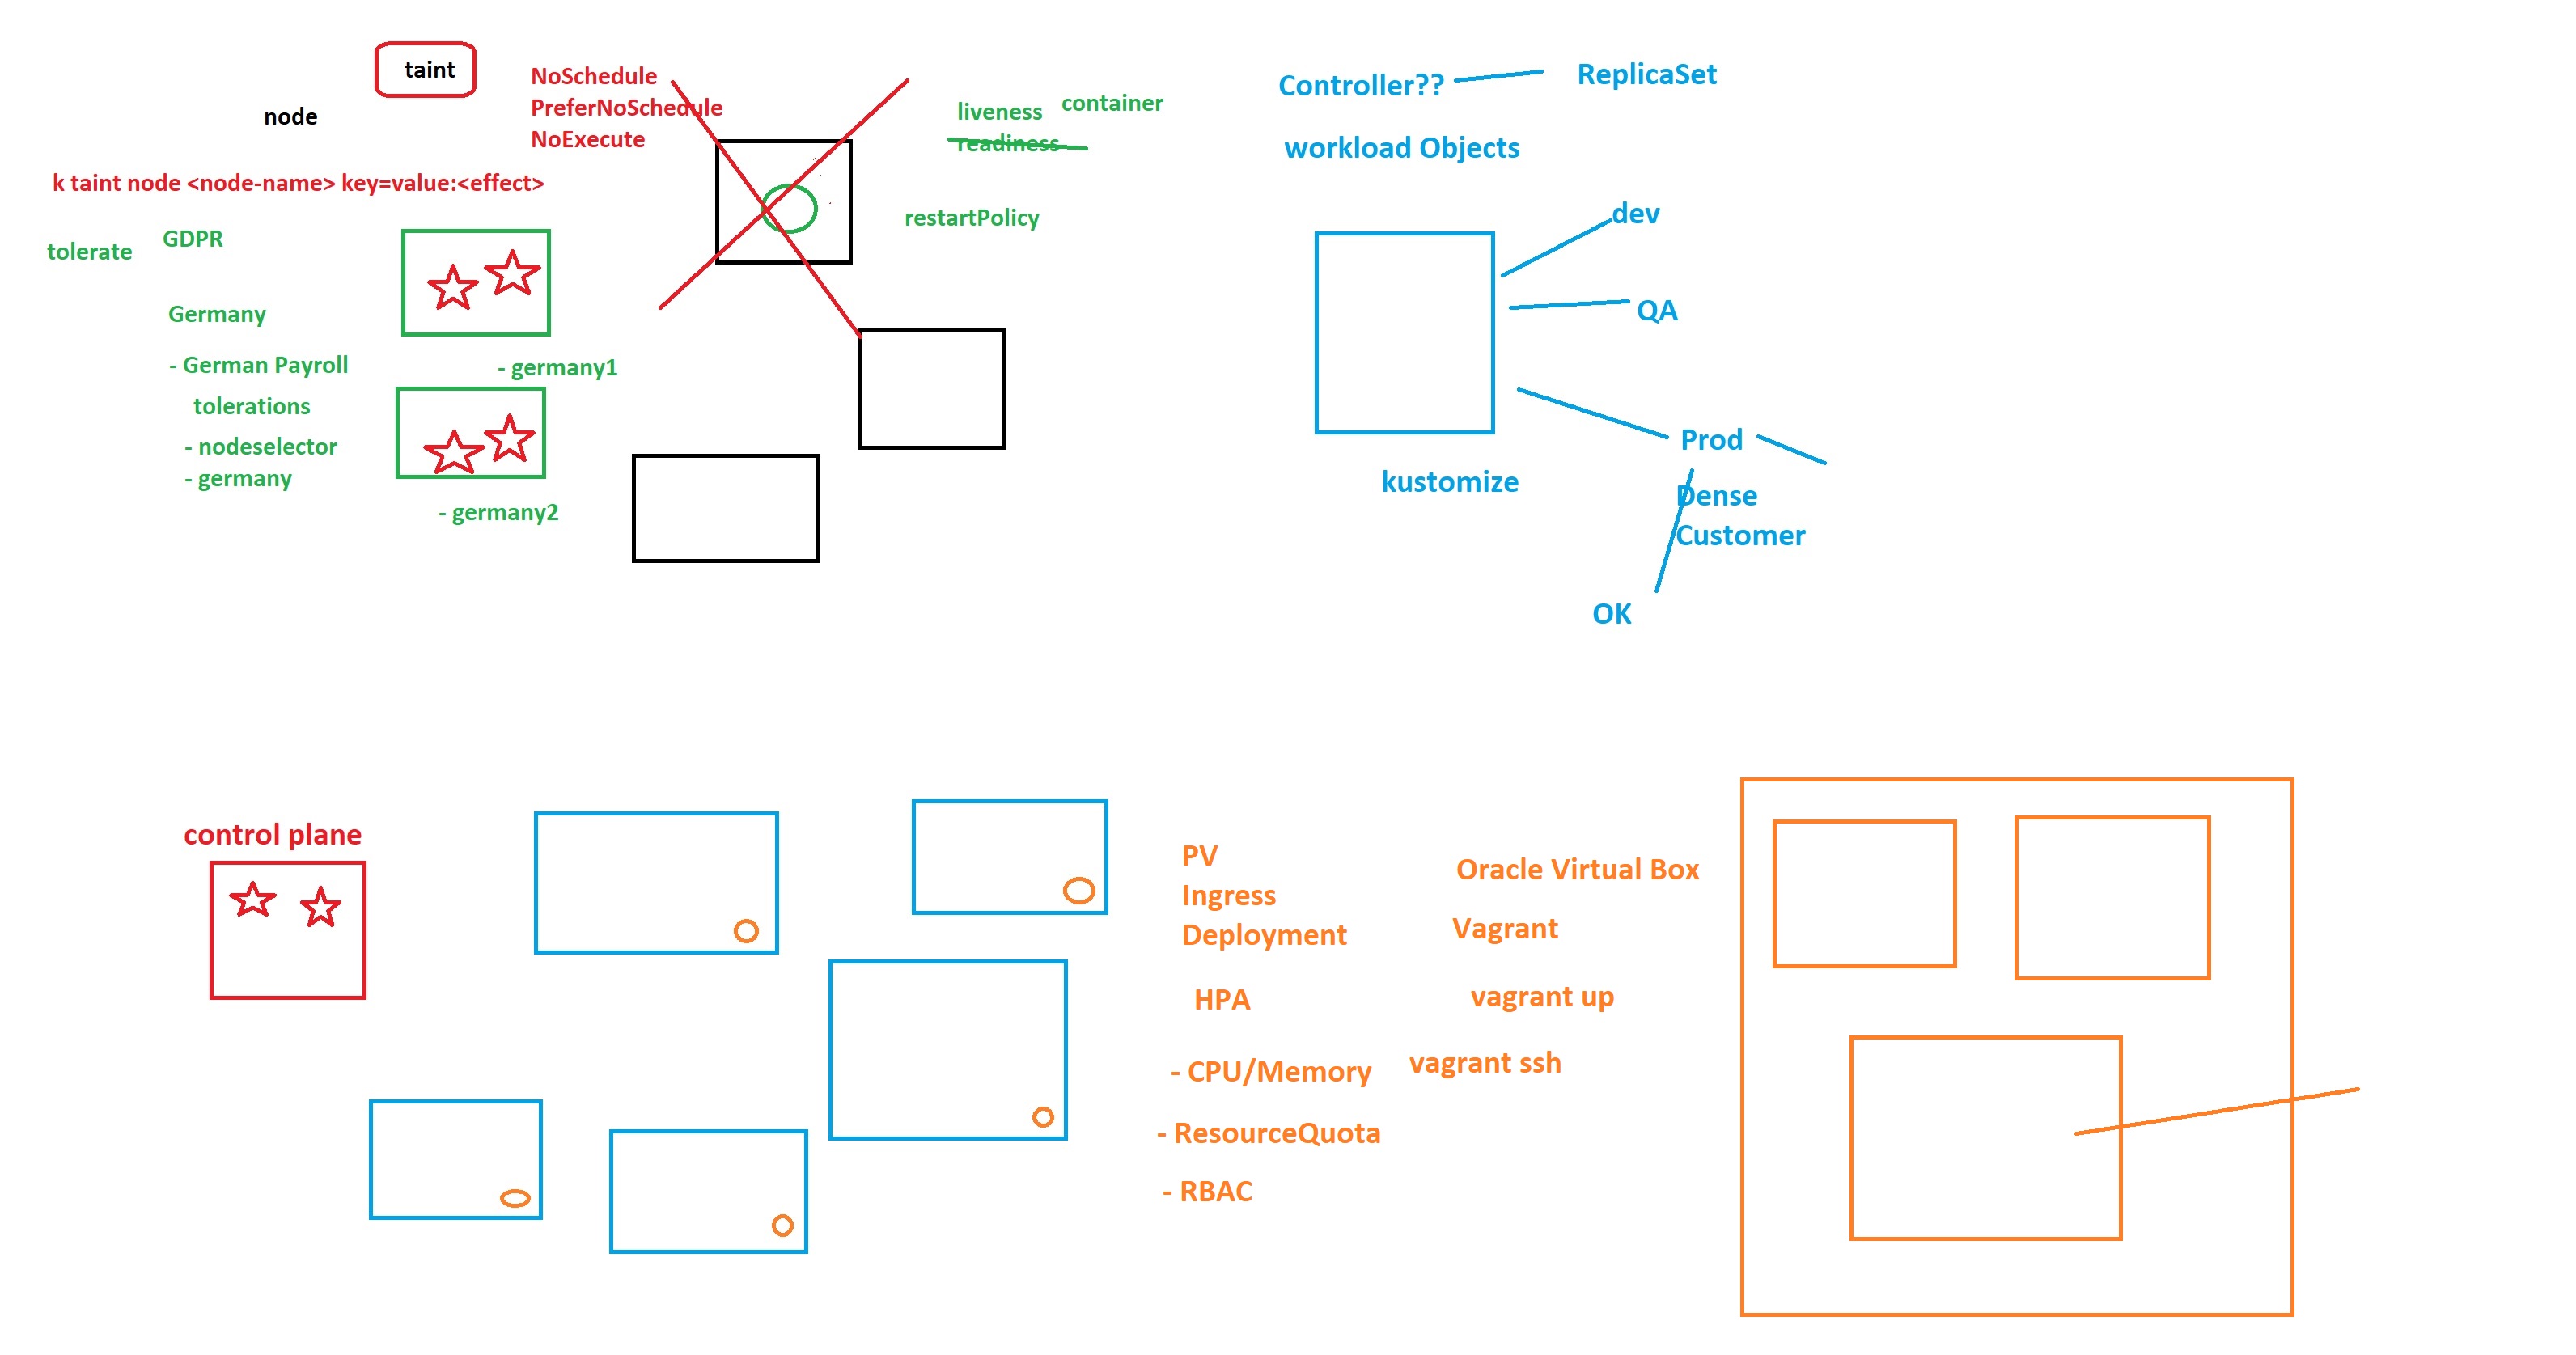 taint
node
NoSchedule
PreferNoSchedule
NoExecute
k taint node <node-name> key=value:<effect>
tolerate
GDPR
Germany
- German Payroll
tolerations
- nodeselector
- germany
- germany1
- germany2
liveness
container
readiness
restartPolicy
Controller??
ReplicaSet
workload Objects
dev
QA
Prod
kustomize
Dense
Customer
OK
control plane
PV
Ingress
Deployment
HPA
- CPU/Memory
- ResourceQuota
- RBAC
Oracle Virtual Box
Vagrant
vagrant up
vagrant ssh